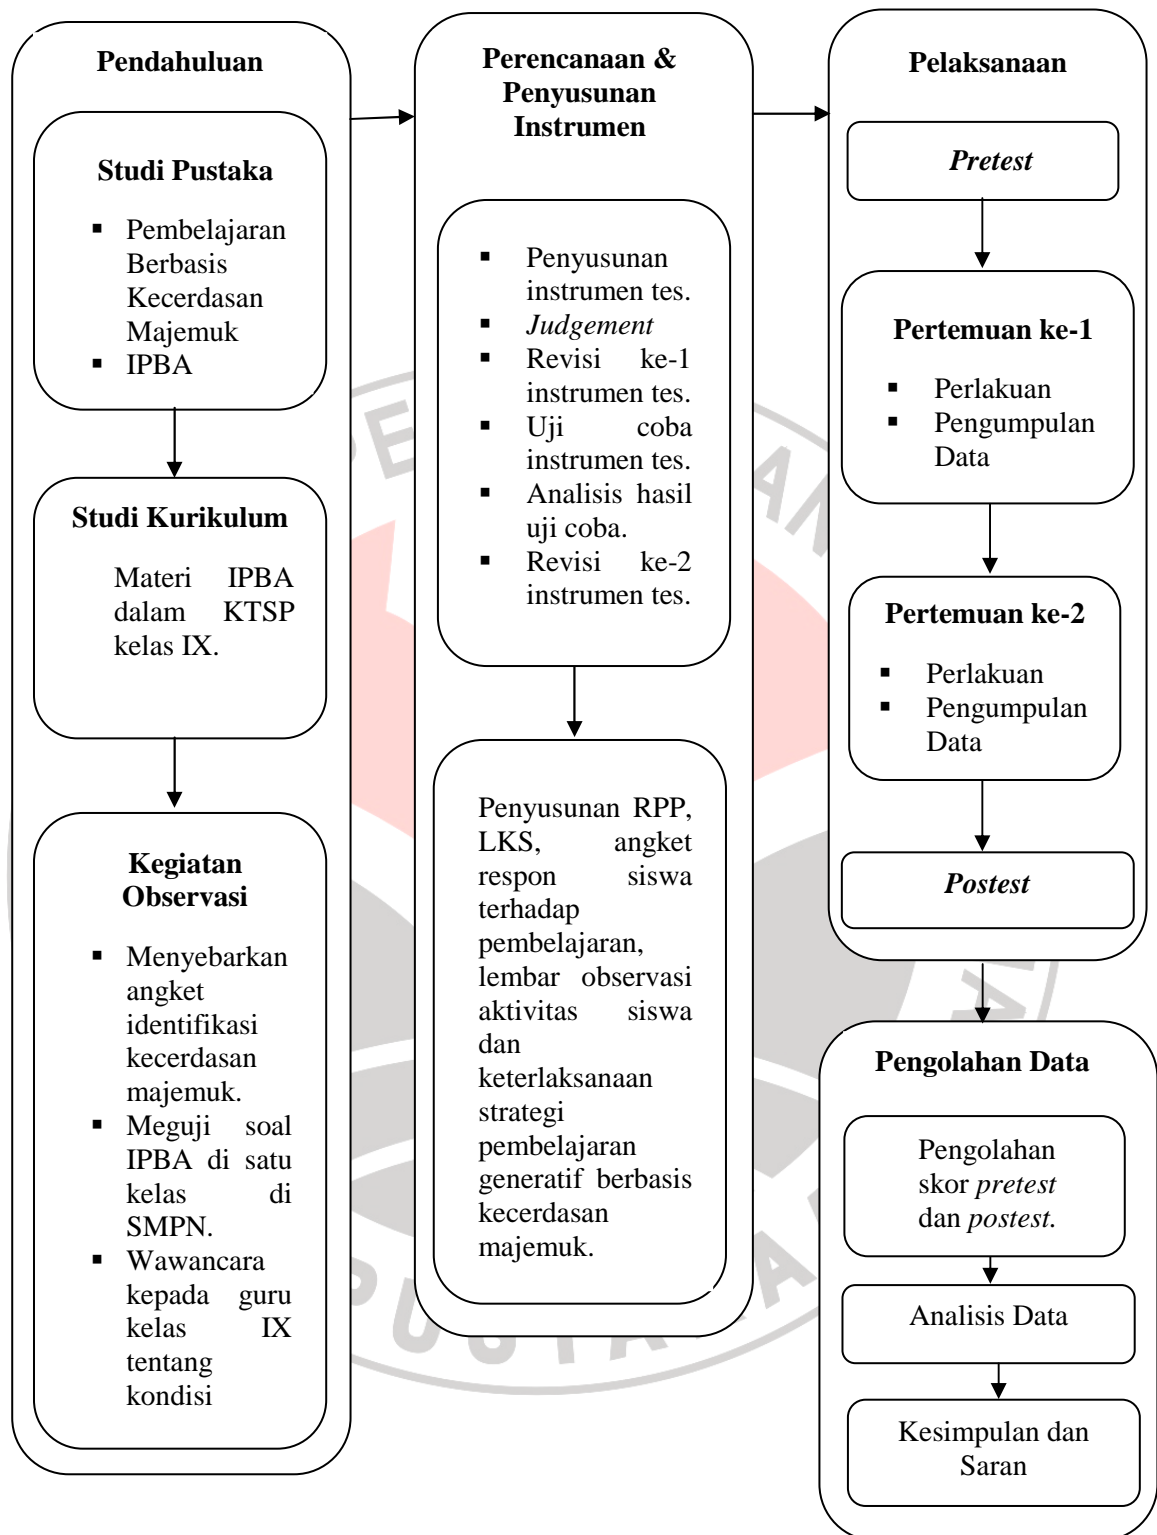 Pendahuluan
Studi Pustaka
▪ Pembelajaran
Berbasis
Kecerdasan
Majemuk
▪ IPBA
Studi Kurikulum
Materi IPBA
dalam KTSP
kelas IX.
Kegiatan
Observasi
▪ Menyebarkan
angket
identifikasi
kecerdasan
majemuk.
▪ Meguji soal
IPBA di satu
kelas di
SMPN.
▪ Wawancara
kepada guru
kelas IX
tentang
kondisi
Perencanaan &
Penyusunan
Instrumen
▪ Penyusunan
instrumen tes.
▪ Judgement
▪ Revisi ke-1
instrumen tes.
▪ Uji coba
instrumen tes.
▪ Analisis hasil
uji coba.
▪ Revisi ke-2
instrumen tes.
Penyusunan RPP,
LKS, angket
respon siswa
terhadap
pembelajaran,
lembar observasi
aktivitas siswa
dan
keterlaksanaan
strategi
pembelajaran
generatif berbasis
kecerdasan
majemuk.
Pelaksanaan
Pretest
Pertemuan ke-1
▪ Perlakuan
▪ Pengumpulan
Data
Pertemuan ke-2
▪ Perlakuan
▪ Pengumpulan
Data
Postest
Pengolahan Data
Pengolahan
skor pretest
dan postest.
Analisis Data
Kesimpulan dan
Saran